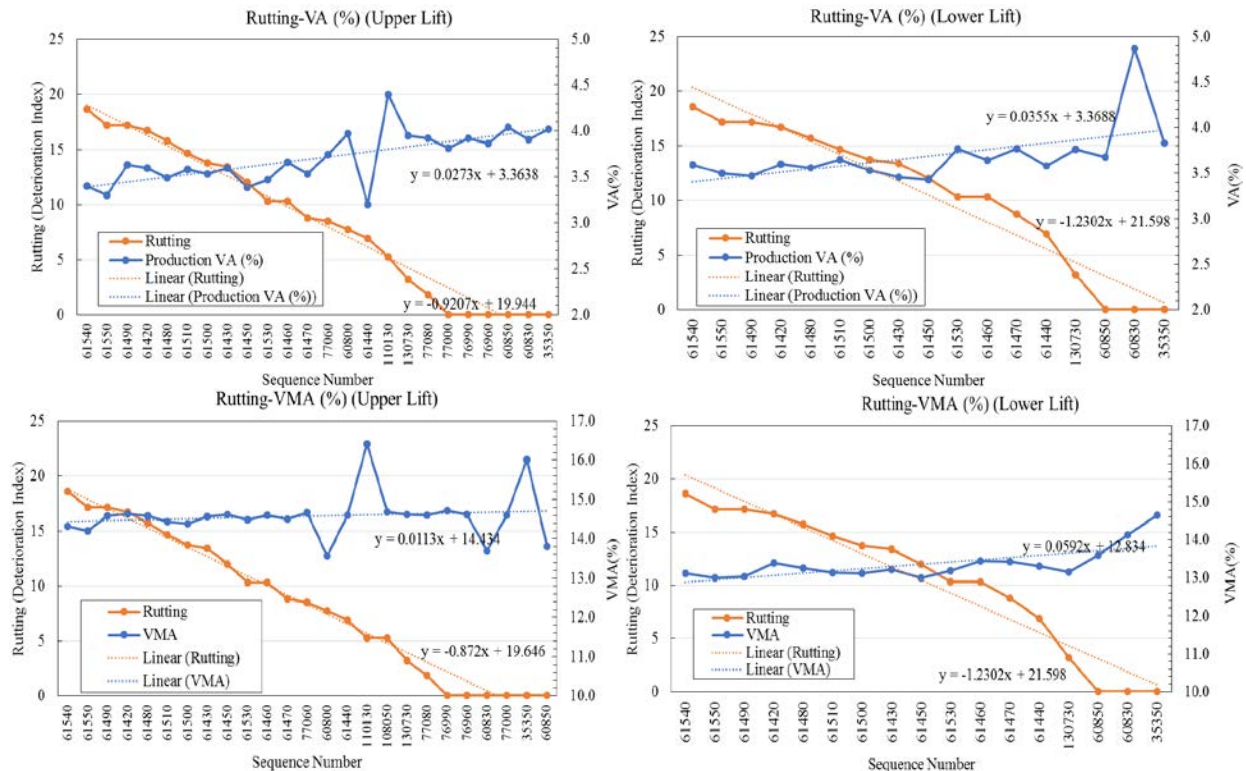 Rutting-VA (%) (Upper Lift)
Rutting (Deterioration Index)
25
20
15
10
5
0
5.0
4.5
4.0
3.5
3.0
2.5
2.0
VA(%)
y = 0.0273x + 3.3638
y = -0.9207x + 19.944
Rutting
Production VA (%)
Linear (Rutting)
Linear (Production VA (%))
61540 61550 61490 61420 61480 61510 61500 61430 61450 61530 61460 61470 77060 60800 61440 110130 130730 77080 77000 76990 76960 60850 60830 35350
Sequence Number
Rutting-VA (%) (Lower Lift)
Rutting (Deterioration Index)
25
20
15
10
5
0
5.0
4.5
4.0
3.5
3.0
2.5
2.0
VA(%)
y = 0.0355x + 3.3688
y = -1.2302x + 21.598
Rutting
Production VA (%)
Linear (Rutting)
Linear (Production VA (%))
61540 61550 61490 61420 61480 61510 61500 61430 61450 61530 61460 61470 61440 130730 60850 60830 35350
Sequence Number
Rutting-VMA (%) (Upper Lift)
Rutting (Deterioration Index)
25
20
15
10
5
0
17.0
16.0
15.0
14.0
13.0
12.0
11.0
10.0
VMA(%)
y = 0.0113x + 14.434
y = -0.872x + 19.646
Rutting
VMA
Linear (Rutting)
Linear (VMA)
61540 61550 61490 61420 61480 61510 61500 61430 61450 61530 61460 61470 77060 60800 61440 110130 108050 130730 77080 76990 76960 60830 77000 35350 60850
Sequence Number
Rutting-VMA (%) (Lower Lift)
Rutting (Deterioration Index)
25
20
15
10
5
0
17.0
16.0
15.0
14.0
13.0
12.0
11.0
10.0
VMA(%)
y = 0.0592x + 12.834
y = -1.2302x + 21.598
Rutting
VMA
Linear (Rutting)
Linear (VMA)
61540 61550 61490 61420 61480 61510 61500 61430 61450 61530 61460 61470 61440 130730 60850 60830 35350
Sequence Number